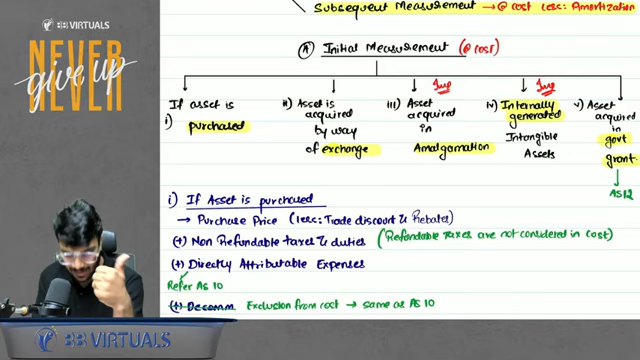 BB VIRTUALS
NEVER
give up
NEVER
Subsequent Measurement → @ cost less: Amortization
A Initial Measurement (@ cost)
i) If asset is purchased
ii) Asset is acquired by way of exchange
iii) Asset acquired in Amalgamation
Imp
iv) Internally generated Intangible Assets
Imp
v) Asset acquired in govt grant
AS 12
i) If Asset is purchased
→ Purchase Price (less: Trade discount & Rebates)
(+) Non Refundable taxes & duties (Refundable taxes are not considered in cost)
(+) Directly Attributable Expenses
Refer AS 10
(+) Decomm. Exclusion from cost → same as AS 10
BB VIRTUALS